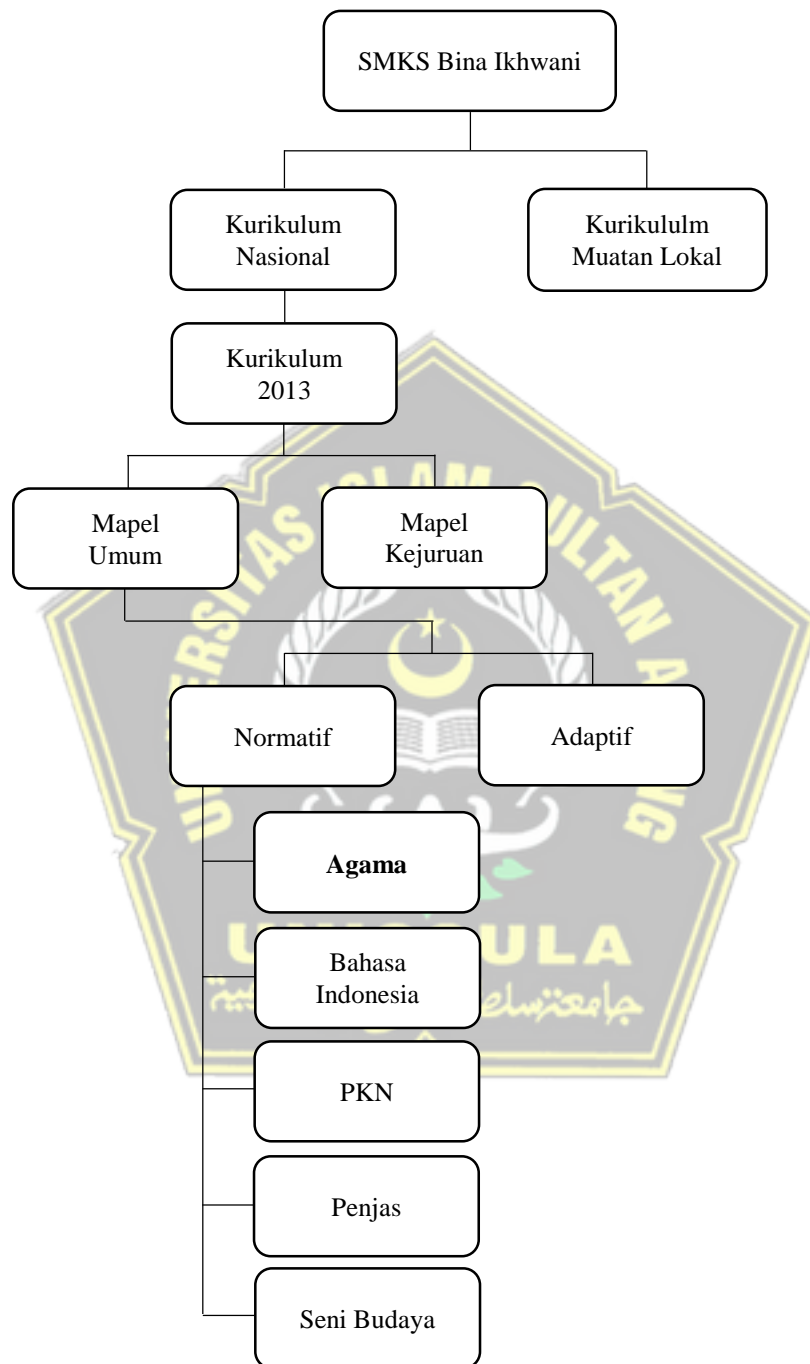 SMKS Bina Ikhwani
Kurikulum
Nasional
Kurikululm
Muatan Lokal
Kurikulum
2013
Mapel
Umum
Mapel
Kejuruan
Normatif
Adaptif
Agama
Bahasa
Indonesia
PKN
Penjas
Seni Budaya